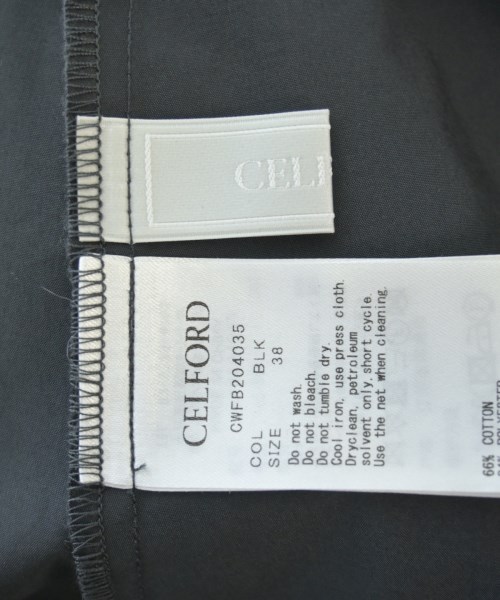 CEL
CELFORD
CWFB204035
COL BLK
SIZE 38
Do not wash.
Do not bleach.
Do not tumble dry.
Cool iron, use press cloth.
Dryclean, petroleum
solvent only, short cycle.
Use the net when cleaning.
66% COTTON